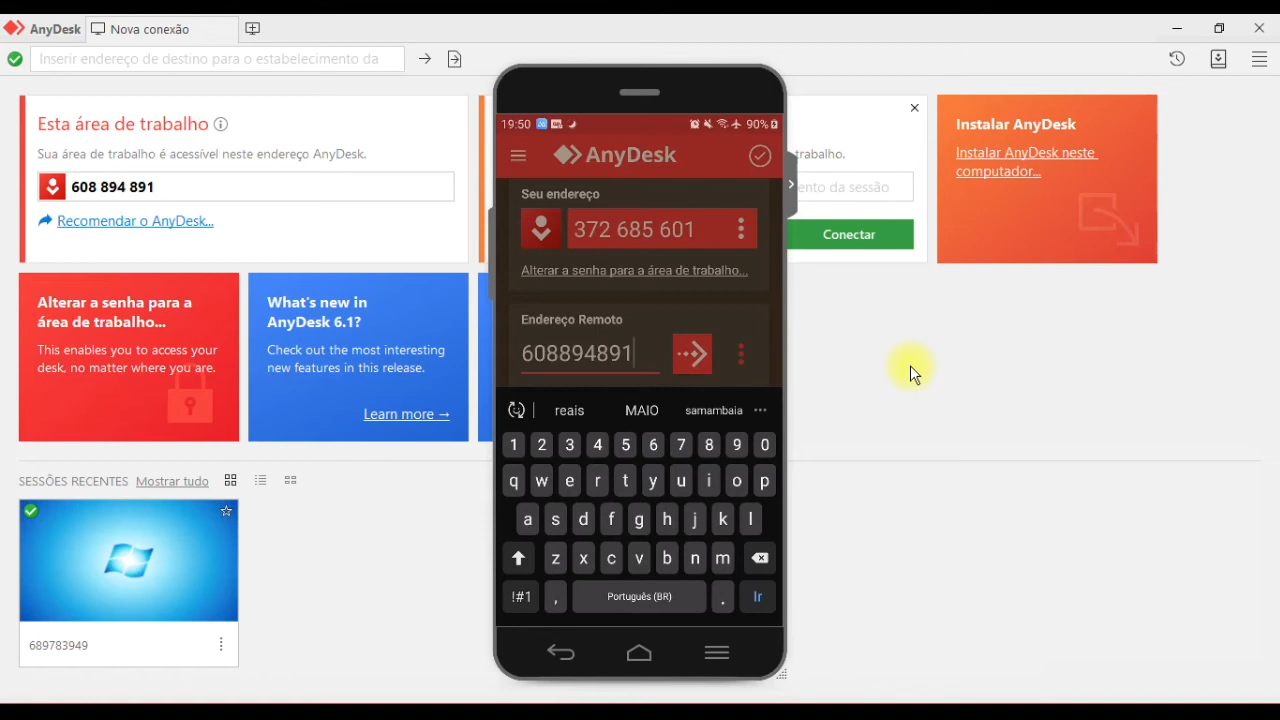 AnyDesk
Nova conexão
Inserir endereço de destino para o estabelecimento da
Esta área de trabalho
Sua área de trabalho é acessível neste endereço AnyDesk.
608 894 891
Recomendar o AnyDesk...
trabalho.
ento da sessão
Conectar
Instalar AnyDesk
Instalar AnyDesk neste
computador...
Alterar a senha para a
área de trabalho...
This enables you to access your
desk, no matter where you are.
What's new in
AnyDesk 6.1?
Check out the most interesting
new features in this release.
Learn more →
SESSÕES RECENTES Mostrar tudo
689783949
19:50 90%
AnyDesk
Seu endereço
372 685 601
Alterar a senha para a área de trabalho...
Endereço Remoto
608894891
reais MAIO samambaia
1 2 3 4 5 6 7 8 9 0
q w e r t y u i o p
a s d f g h j k l
z x c v b n m
!#1 , Português (BR) . Ir